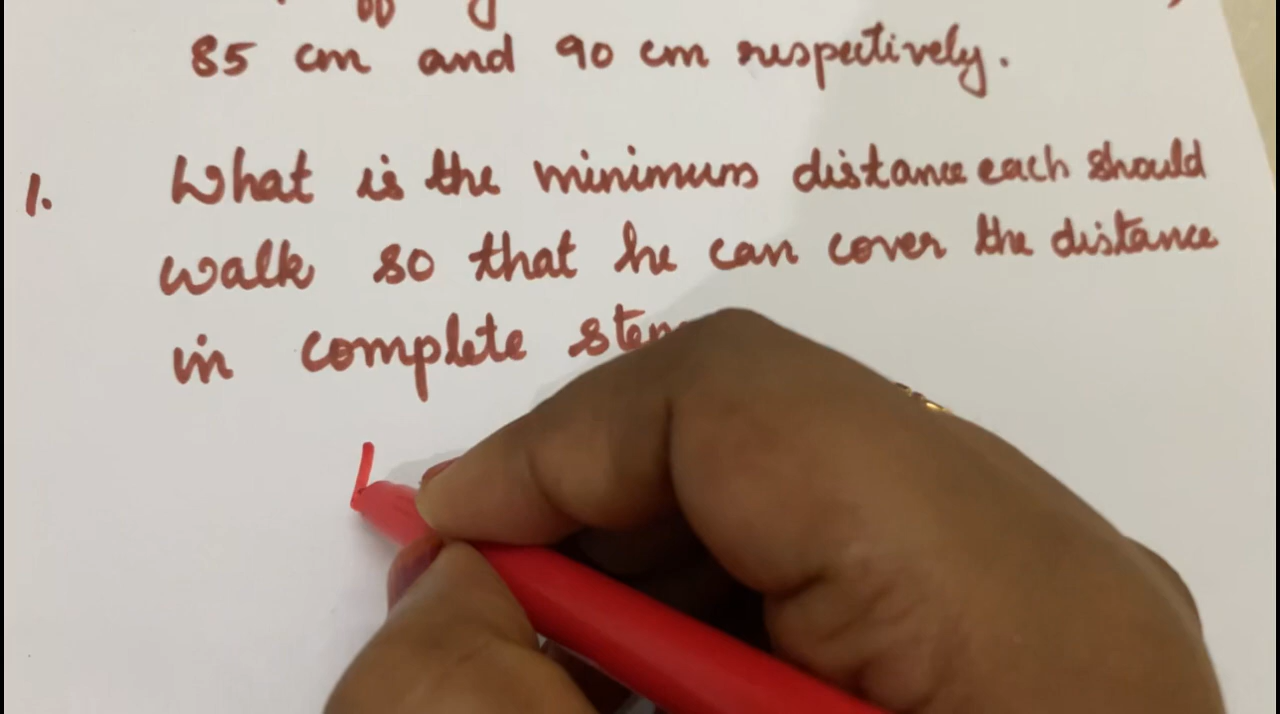 85 cm and 90 cm respectively.
1. What is the minimum distance each should
walk so that he can cover the distance
in complete